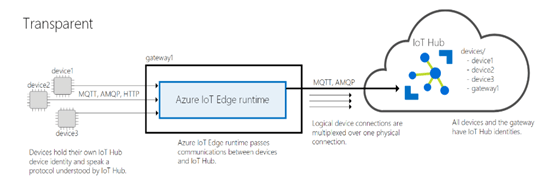 Transparent
gateway1
IoT Hub
devices/
- device1
- device2
- device3
- gateway1
device1
device2
MQTT, AMQP, HTTP
Azure IoT Edge runtime
MQTT, AMQP
device3
Devices hold their own IoT Hub
device identity and speak a
protocol understood by IoT Hub.
Azure IoT Edge runtime passes
communications between devices
and IoT Hub.
Logical device connections are
multiplexed over one physical
connection.
All devices and the gateway
have IoT Hub identities.